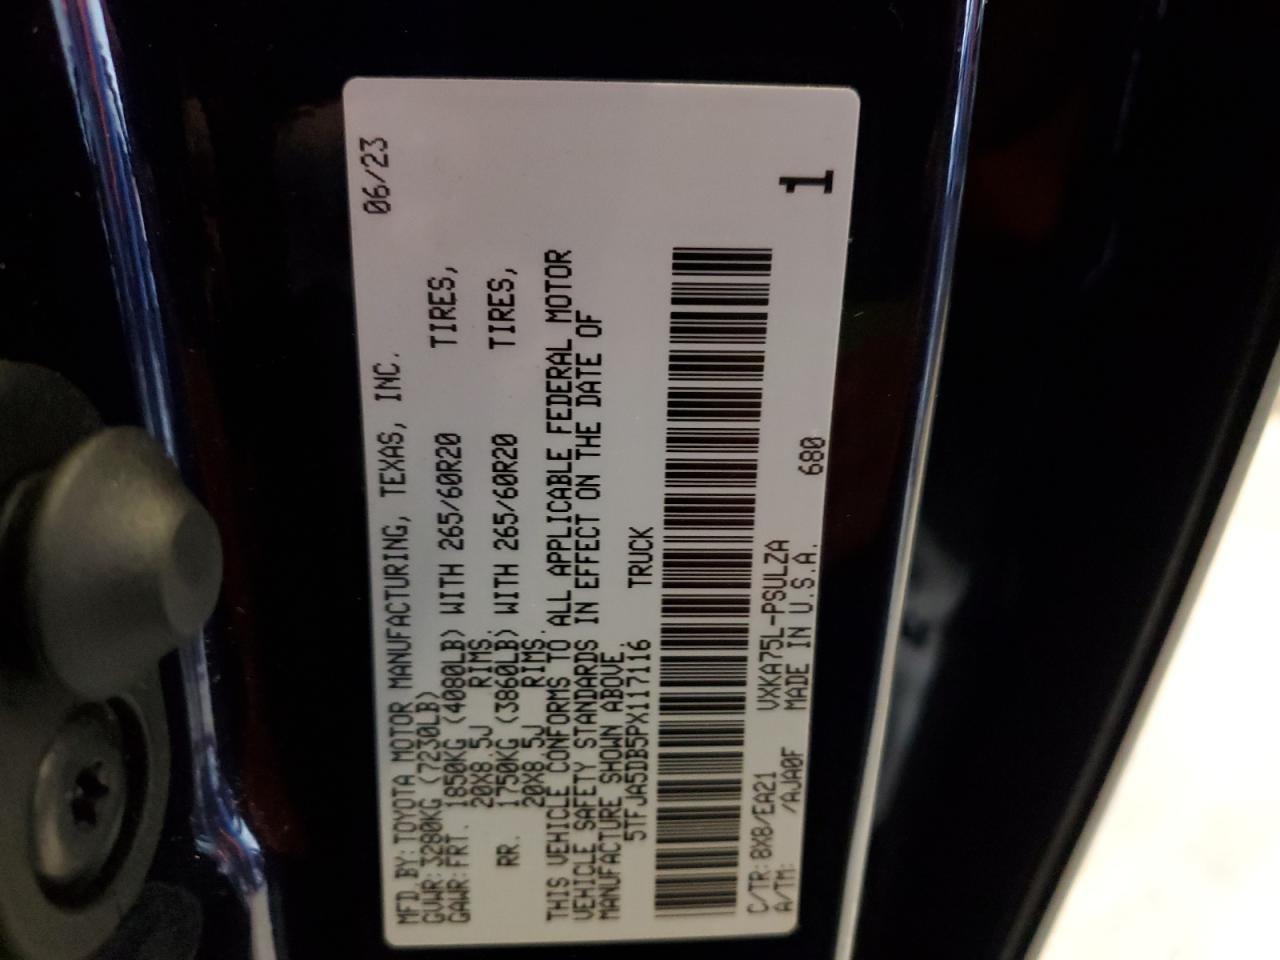 06/23
MFD.BY:TOYOTA MOTOR MANUFACTURING, TEXAS, INC.
GVWR:3280KG (7230LB)
GAWR:FRT. 1850KG (4080LB) WITH 265/60R20 TIRES,
20X8.5J RIMS.
RR. 1750KG (3860LB) WITH 265/60R20 TIRES,
20X8.5J RIMS.
THIS VEHICLE CONFORMS TO ALL APPLICABLE FEDERAL MOTOR
VEHICLE SAFETY STANDARDS IN EFFECT ON THE DATE OF
MANUFACTURE SHOWN ABOVE.
5TFJA5DB5PX117116 TRUCK
C/TR:8X8/EA21 VXKA75L-PSULZA
A/TM: /AJA0F MADE IN U.S.A. 680
1